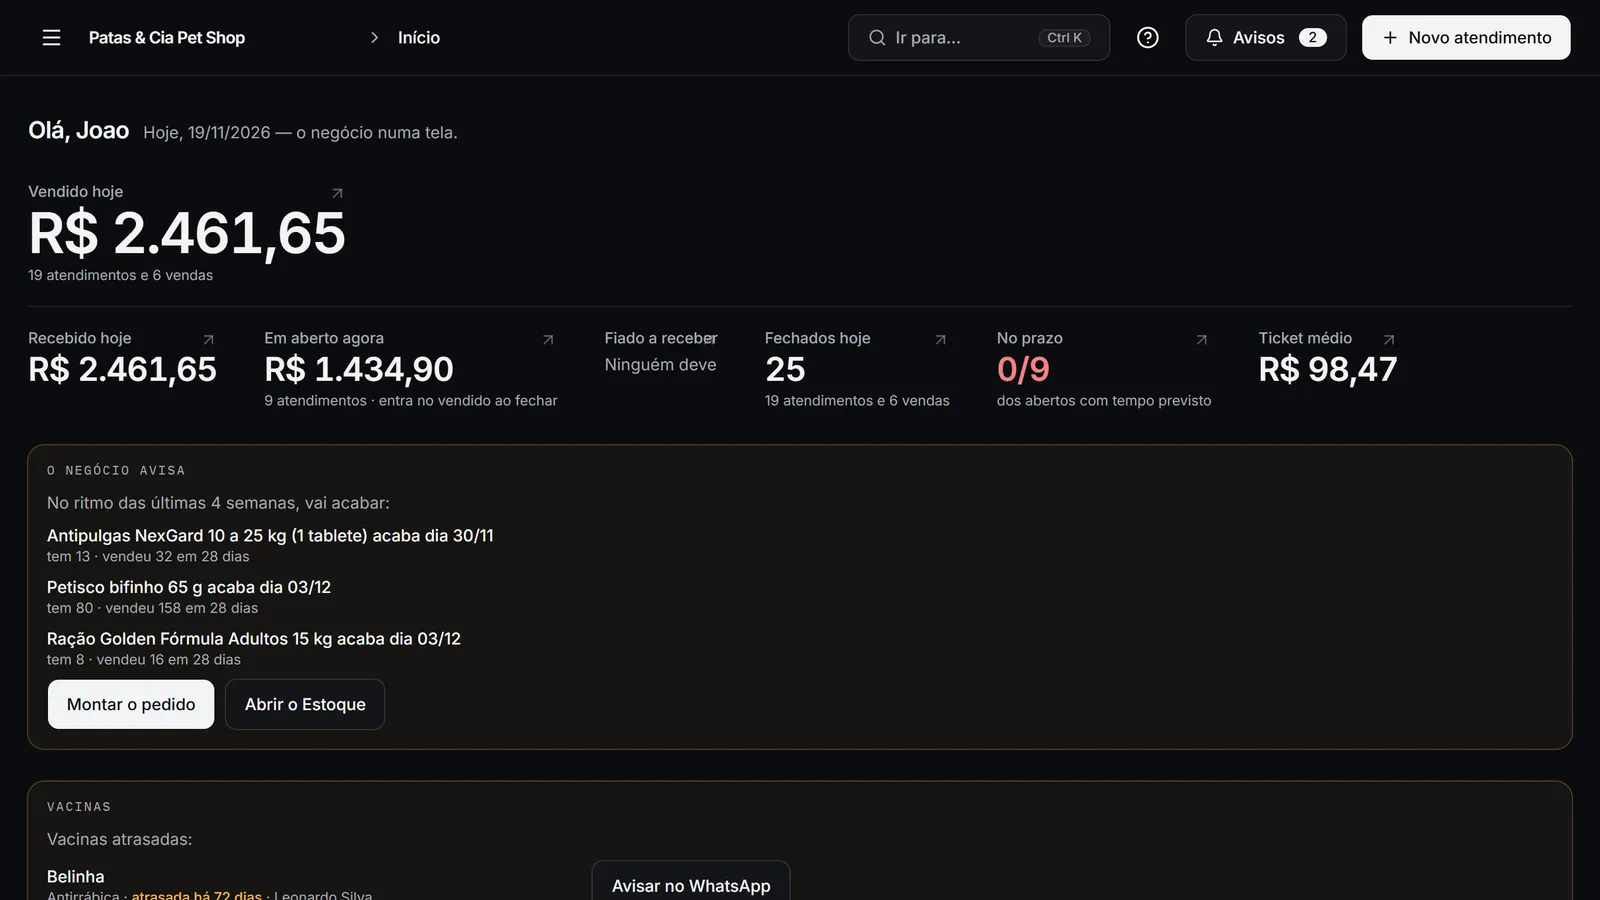 Patas & Cia Pet Shop
Início
Ir para...
Ctrl K
Avisos 2
Novo atendimento
Olá, Joao Hoje, 19/11/2026 — o negócio numa tela.
Vendido hoje
R$ 2.461,65
19 atendimentos e 6 vendas
Recebido hoje
R$ 2.461,65
Em aberto agora
R$ 1.434,90
9 atendimentos · entra no vendido ao fechar
Fiado a receber
Ninguém deve
Fechados hoje
25
19 atendimentos e 6 vendas
No prazo
0/9
dos abertos com tempo previsto
Ticket médio
R$ 98,47
O NEGÓCIO AVISA
No ritmo das últimas 4 semanas, vai acabar:
Antipulgas NexGard 10 a 25 kg (1 tablete) acaba dia 30/11
tem 13 · vendeu 32 em 28 dias
Petisco bifinho 65 g acaba dia 03/12
tem 80 · vendeu 158 em 28 dias
Ração Golden Fórmula Adultos 15 kg acaba dia 03/12
tem 8 · vendeu 16 em 28 dias
Montar o pedido
Abrir o Estoque
VACINAS
Vacinas atrasadas:
Belinha
Antirrábica · atrasada há 72 dias · Leonardo Silva
Avisar no WhatsApp